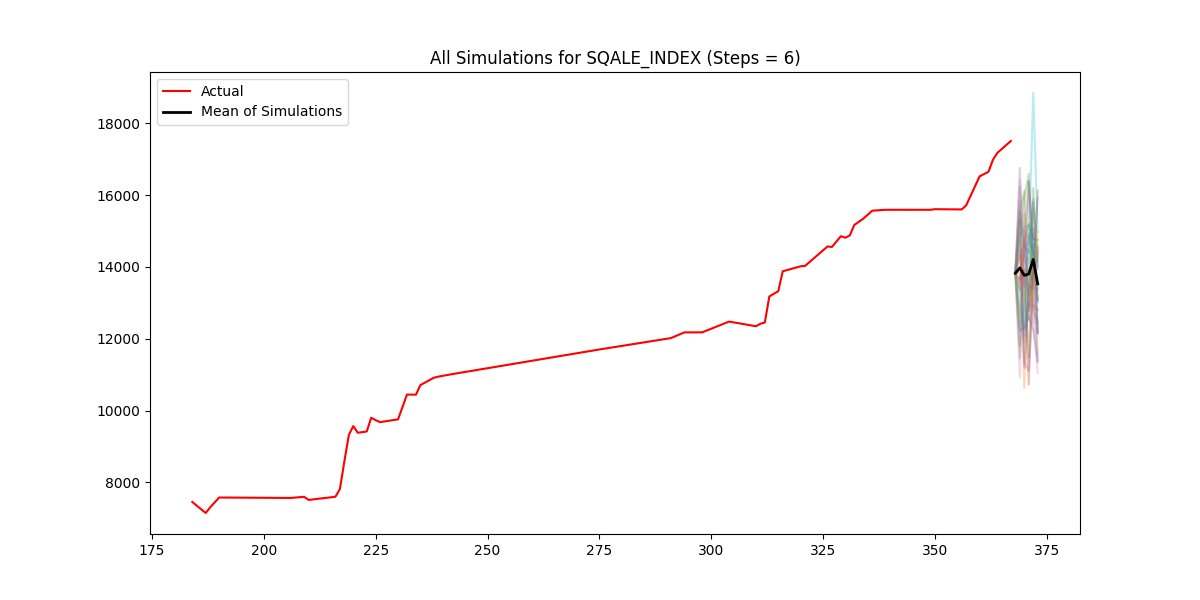 All Simulations for SQALE_INDEX (Steps = 6)
Actual
Mean of Simulations
18000
16000
14000
12000
10000
8000
175 200 225 250 275 300 325 350 375